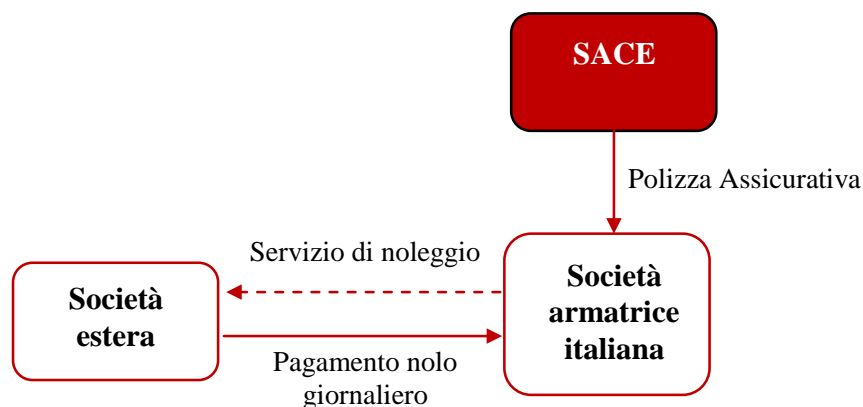 SACE
Polizza Assicurativa
Servizio di noleggio
Società
estera
Società
armatrice
italiana
Pagamento nolo
giornaliero